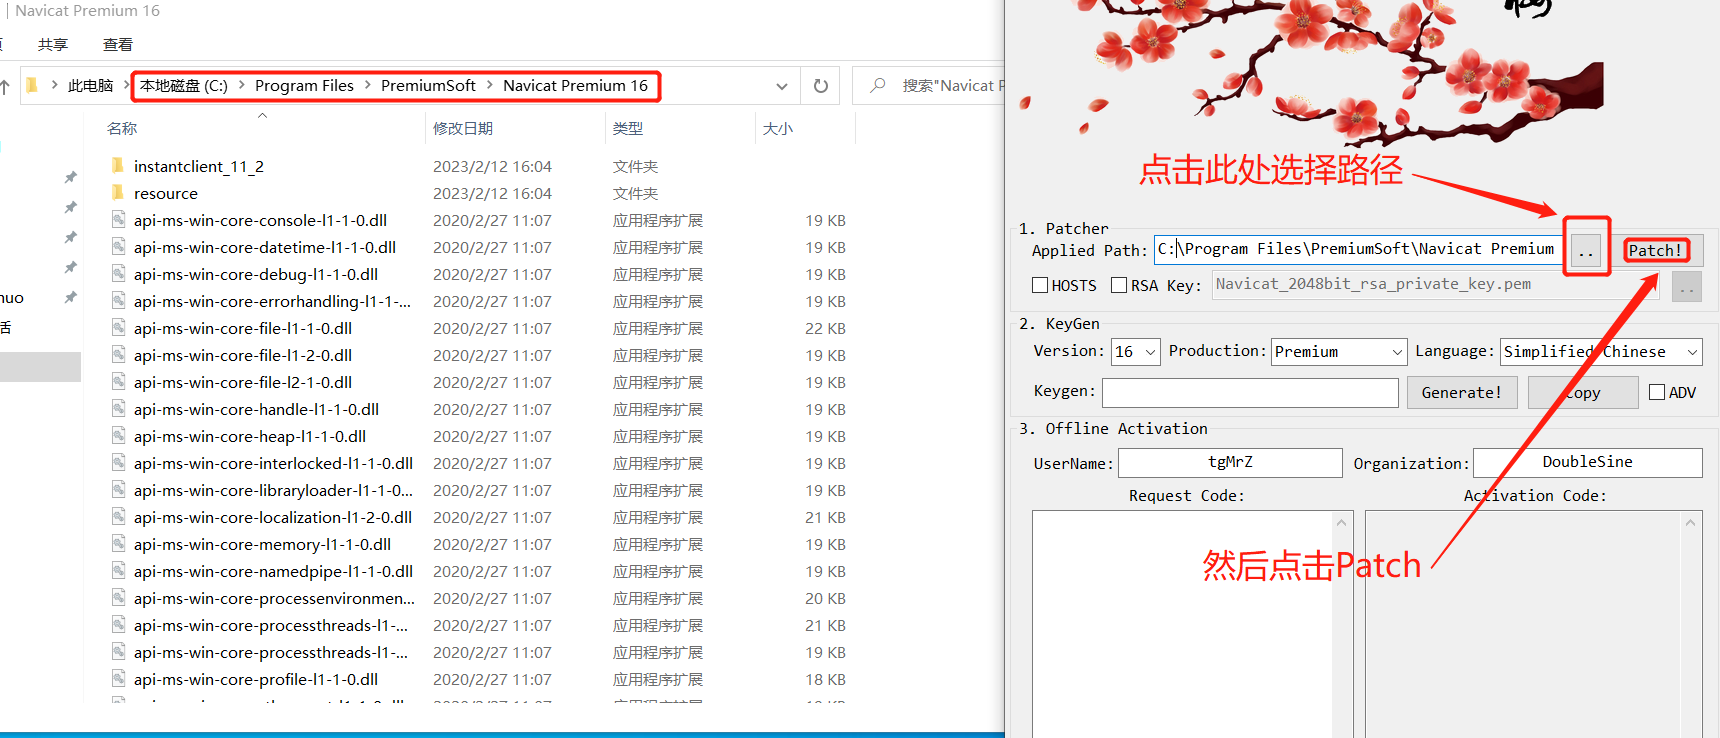 Navicat Premium 16
共享 查看
此电脑 本地磁盘 (C:) Program Files PremiumSoft Navicat Premium 16
搜索"Navicat P
名称 修改日期 类型 大小
instantclient_11_2 2023/2/12 16:04 文件夹
resource 2023/2/12 16:04 文件夹
api-ms-win-core-console-l1-1-0.dll 2020/2/27 11:07 应用程序扩展 19 KB
api-ms-win-core-datetime-l1-1-0.dll 2020/2/27 11:07 应用程序扩展 19 KB
api-ms-win-core-debug-l1-1-0.dll 2020/2/27 11:07 应用程序扩展 19 KB
api-ms-win-core-errorhandling-l1-1-... 2020/2/27 11:07 应用程序扩展 19 KB
api-ms-win-core-file-l1-1-0.dll 2020/2/27 11:07 应用程序扩展 22 KB
api-ms-win-core-file-l1-2-0.dll 2020/2/27 11:07 应用程序扩展 19 KB
api-ms-win-core-file-l2-1-0.dll 2020/2/27 11:07 应用程序扩展 19 KB
api-ms-win-core-handle-l1-1-0.dll 2020/2/27 11:07 应用程序扩展 19 KB
api-ms-win-core-heap-l1-1-0.dll 2020/2/27 11:07 应用程序扩展 19 KB
api-ms-win-core-interlocked-l1-1-0.dll 2020/2/27 11:07 应用程序扩展 19 KB
api-ms-win-core-libraryloader-l1-1-0... 2020/2/27 11:07 应用程序扩展 19 KB
api-ms-win-core-localization-l1-2-0.dll 2020/2/27 11:07 应用程序扩展 21 KB
api-ms-win-core-memory-l1-1-0.dll 2020/2/27 11:07 应用程序扩展 19 KB
api-ms-win-core-namedpipe-l1-1-0.dll 2020/2/27 11:07 应用程序扩展 19 KB
api-ms-win-core-processenvironmen... 2020/2/27 11:07 应用程序扩展 20 KB
api-ms-win-core-processthreads-l1-... 2020/2/27 11:07 应用程序扩展 21 KB
api-ms-win-core-processthreads-l1-... 2020/2/27 11:07 应用程序扩展 19 KB
api-ms-win-core-profile-l1-1-0.dll 2020/2/27 11:07 应用程序扩展 18 KB
uo
活
点击此处选择路径
1. Patcher
Applied Path: C:\Program Files\PremiumSoft\Navicat Premium .. Patch!
HOSTS RSA Key: Navicat_2048bit_rsa_private_key.pem ..
2. KeyGen
Version: 16 Production: Premium Language: Simplified Chinese
Keygen: Generate! Copy ADV
3. Offline Activation
UserName: tgMrZ Organization: DoubleSine
Request Code: Activation Code:
然后点击Patch